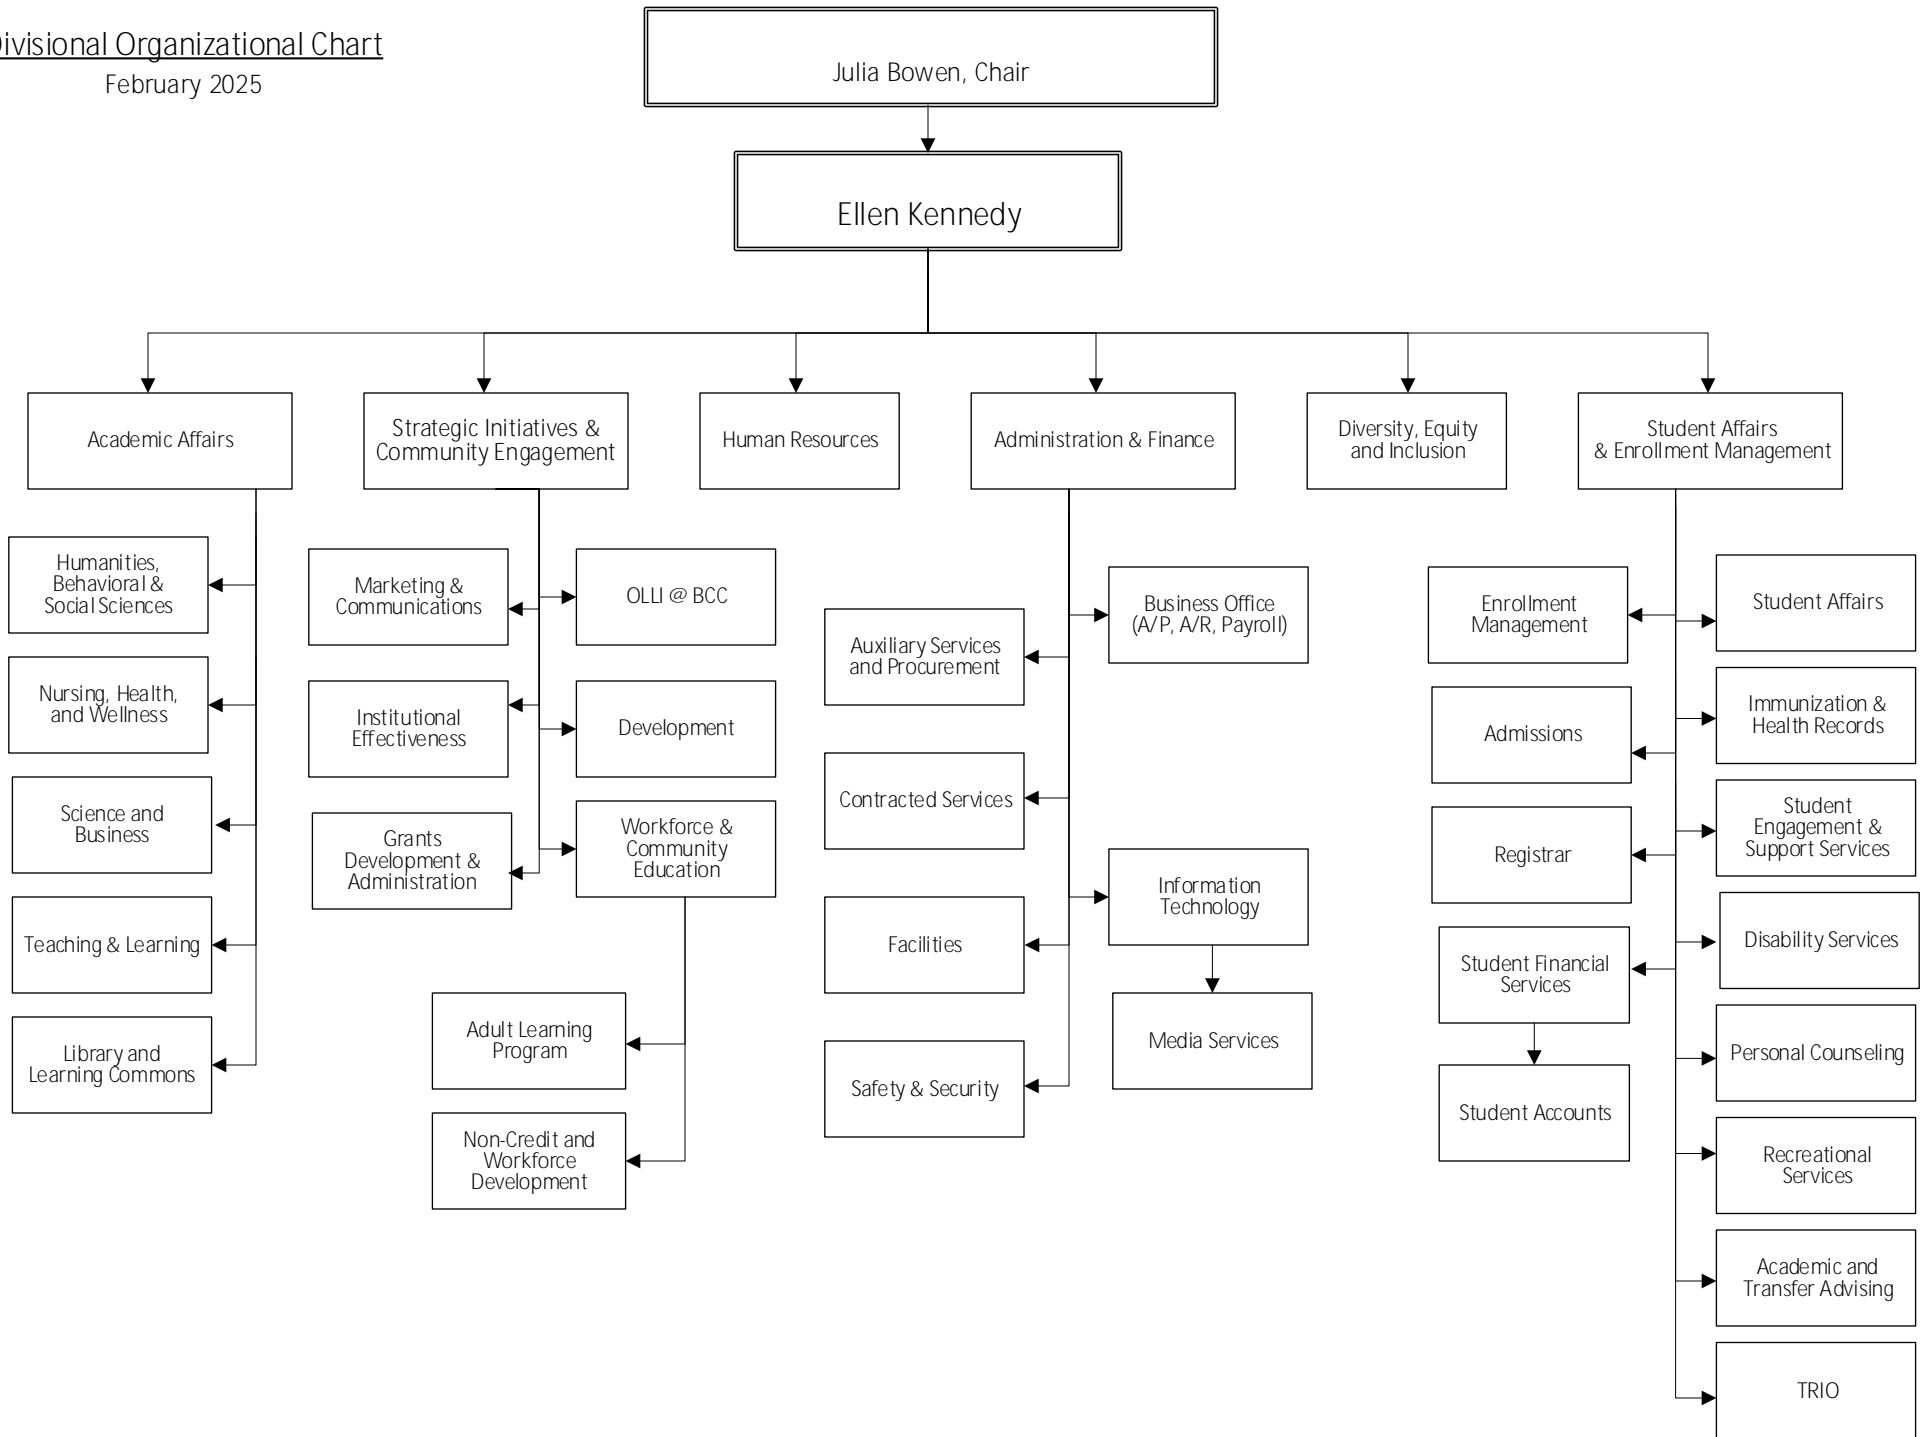 Divisional Organizational Chart
February 2025
Julia Bowen, Chair
Ellen Kennedy
Academic Affairs
Strategic Initiatives &
Community Engagement
Human Resources
Administration & Finance
Diversity, Equity
and Inclusion
Student Affairs
& Enrollment Management
Humanities,
Behavioral &
Social Sciences
Nursing, Health,
and Wellness
Science and
Business
Teaching & Learning
Library and
Learning Commons
Marketing &
Communications
OLLI @ BCC
Institutional
Effectiveness
Development
Grants
Development &
Administration
Workforce &
Community
Education
Adult Learning
Program
Non-Credit and
Workforce
Development
Business Office
(A/P, A/R, Payroll)
Auxiliary Services
and Procurement
Contracted Services
Information
Technology
Facilities
Media Services
Safety & Security
Enrollment
Management
Student Affairs
Admissions
Immunization &
Health Records
Registrar
Student
Engagement &
Support Services
Student Financial
Services
Disability Services
Student Accounts
Personal Counseling
Recreational
Services
Academic and
Transfer Advising
TRIO